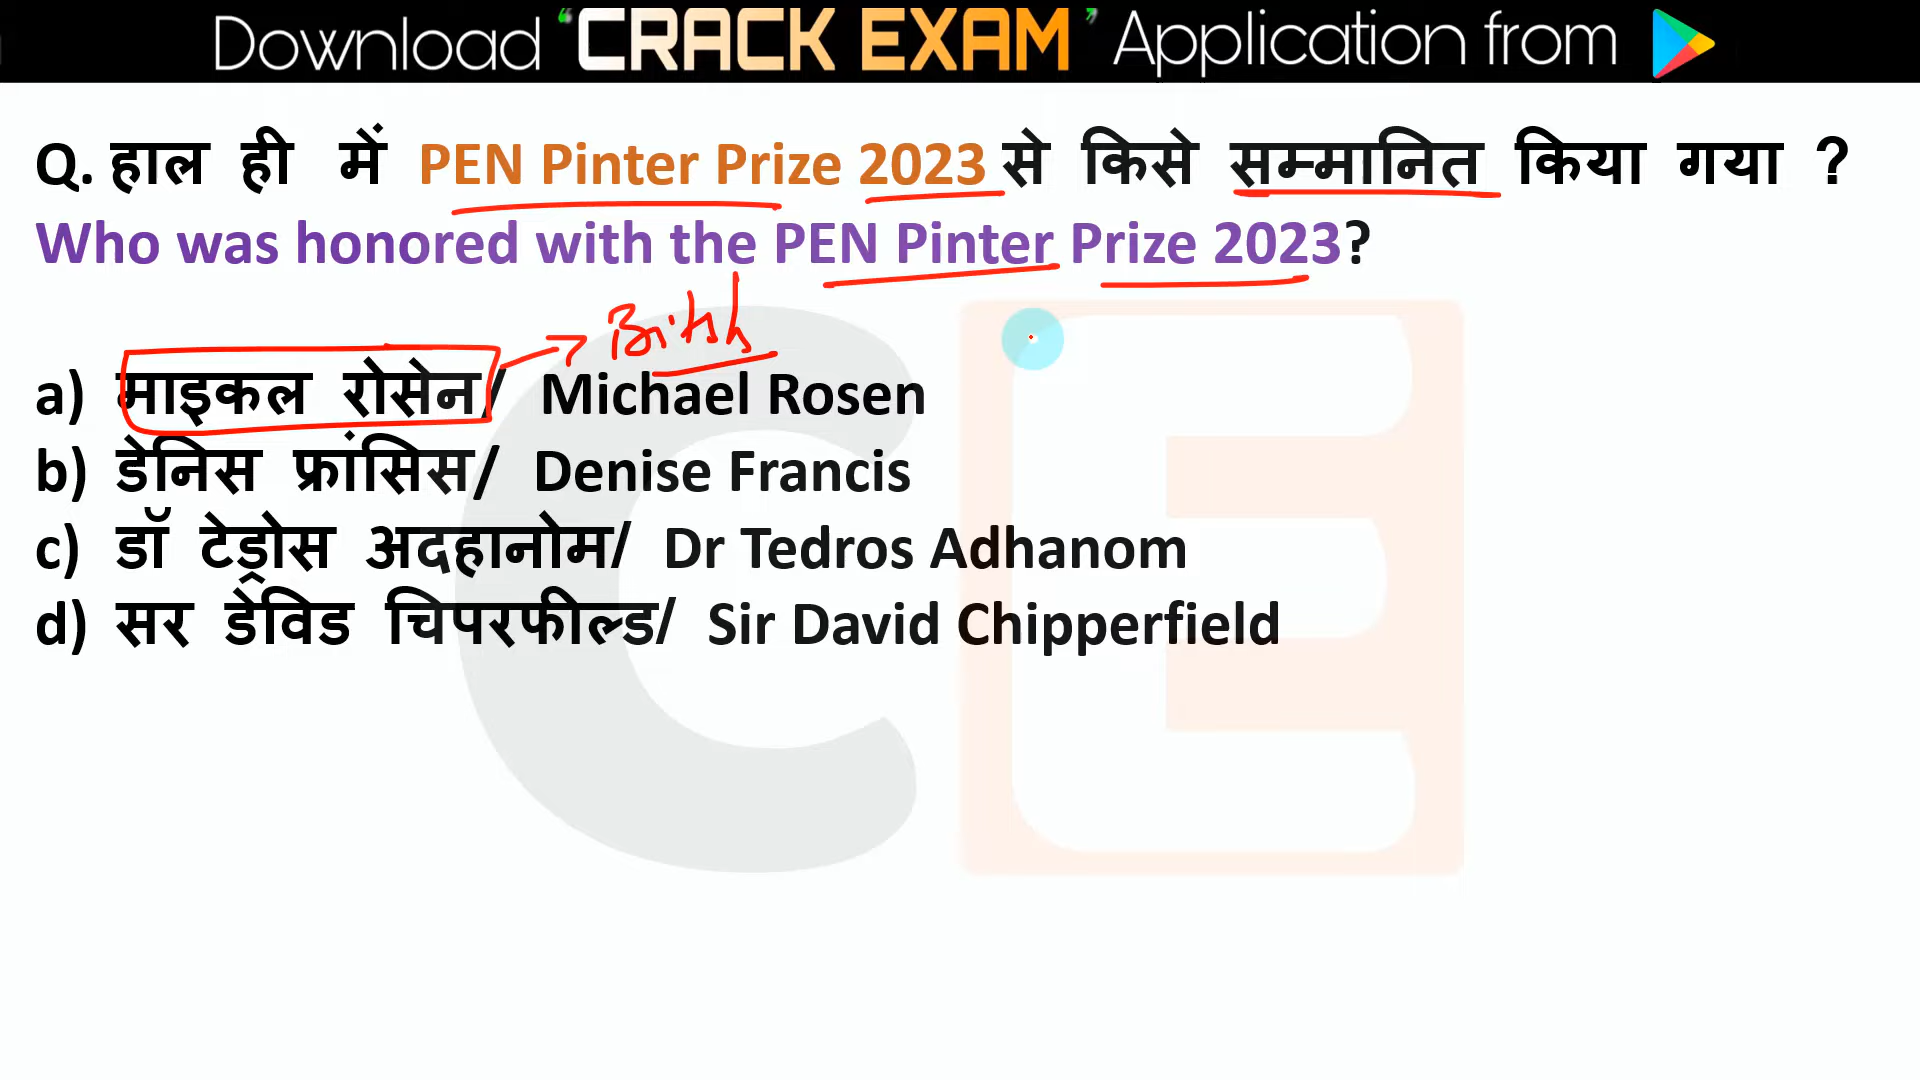 Download ‘CRACK EXAM’ Application from
Q. हाल ही में PEN Pinter Prize 2023 से किसे सम्मानित किया गया ?
Who was honored with the PEN Pinter Prize 2023?
British
a) माइकल रोसेन/ Michael Rosen
b) डेनिस फ्रांसिस/ Denise Francis
c) डॉ टेड्रोस अदहानोम/ Dr Tedros Adhanom
d) सर डेविड चिपरफील्ड/ Sir David Chipperfield
CE